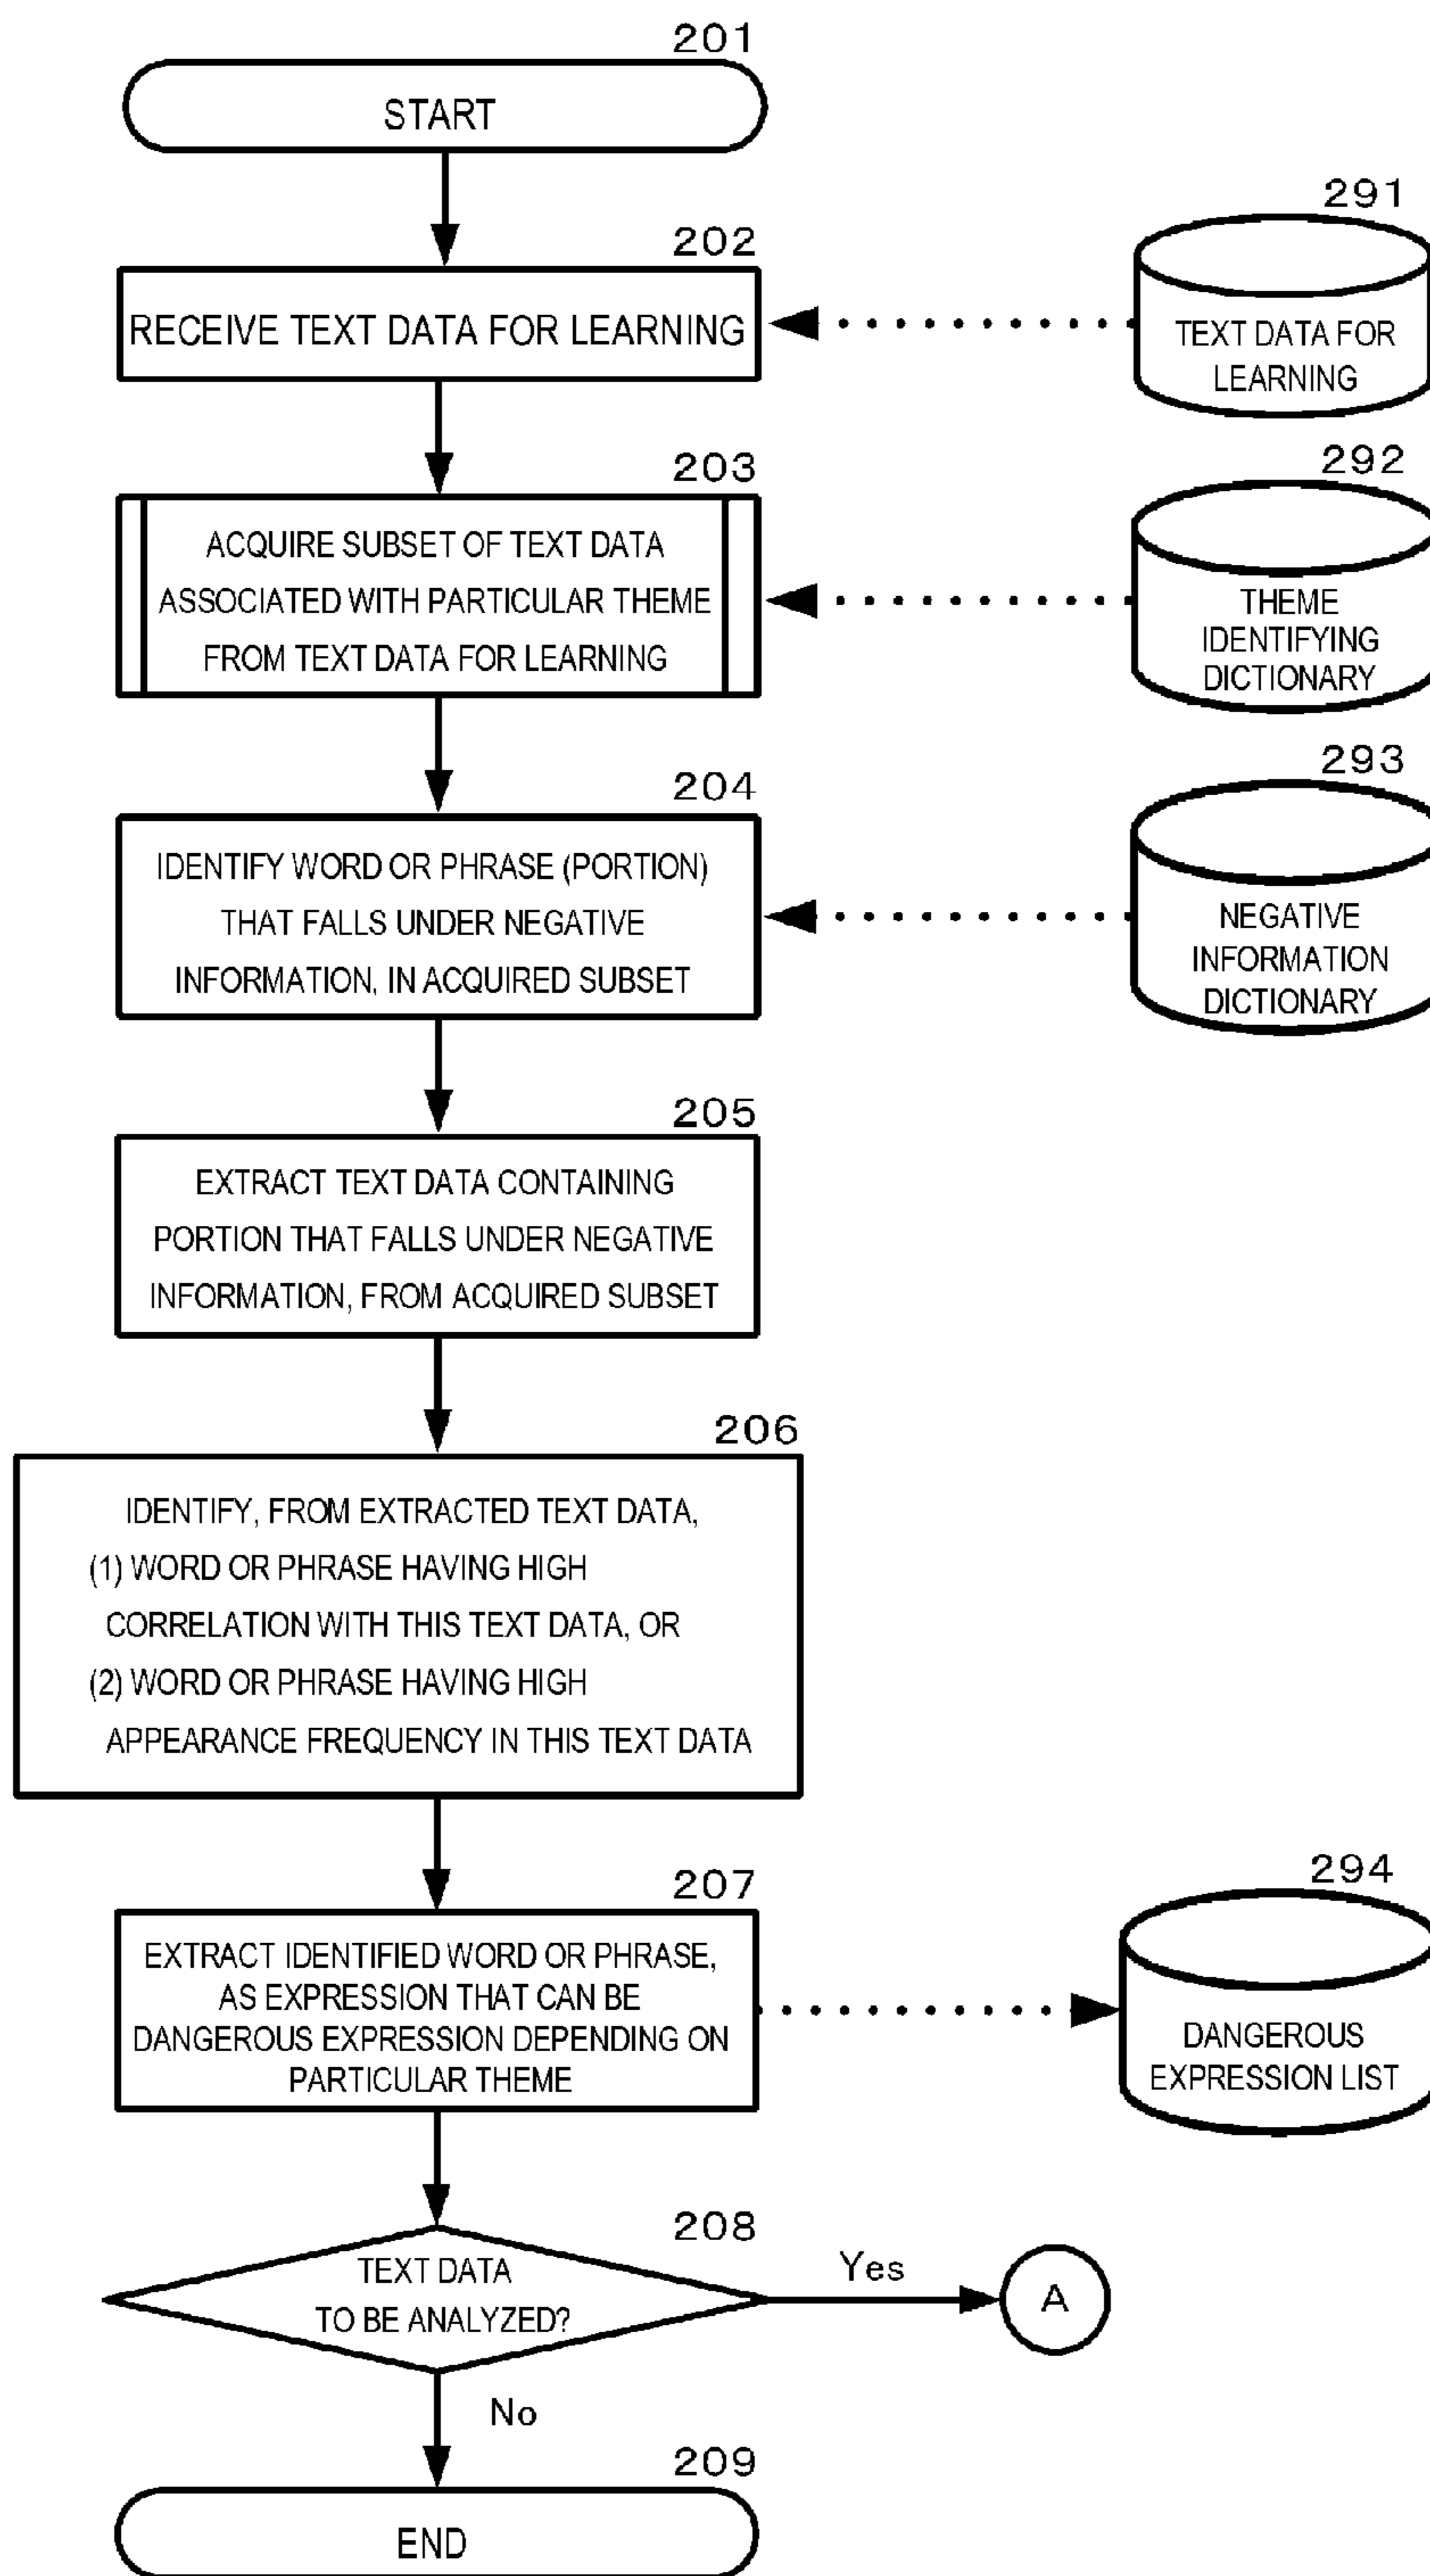 201
START
202
RECEIVE TEXT DATA FOR LEARNING
291
TEXT DATA FOR
LEARNING
203
ACQUIRE SUBSET OF TEXT DATA
ASSOCIATED WITH PARTICULAR THEME
FROM TEXT DATA FOR LEARNING
292
THEME
IDENTIFYING
DICTIONARY
204
IDENTIFY WORD OR PHRASE (PORTION)
THAT FALLS UNDER NEGATIVE
INFORMATION, IN ACQUIRED SUBSET
293
NEGATIVE
INFORMATION
DICTIONARY
205
EXTRACT TEXT DATA CONTAINING
PORTION THAT FALLS UNDER NEGATIVE
INFORMATION, FROM ACQUIRED SUBSET
206
IDENTIFY, FROM EXTRACTED TEXT DATA,
(1) WORD OR PHRASE HAVING HIGH
CORRELATION WITH THIS TEXT DATA, OR
(2) WORD OR PHRASE HAVING HIGH
APPEARANCE FREQUENCY IN THIS TEXT DATA
207
EXTRACT IDENTIFIED WORD OR PHRASE,
AS EXPRESSION THAT CAN BE
DANGEROUS EXPRESSION DEPENDING ON
PARTICULAR THEME
294
DANGEROUS
EXPRESSION LIST
208
TEXT DATA
TO BE ANALYZED?
Yes
A
No
209
END